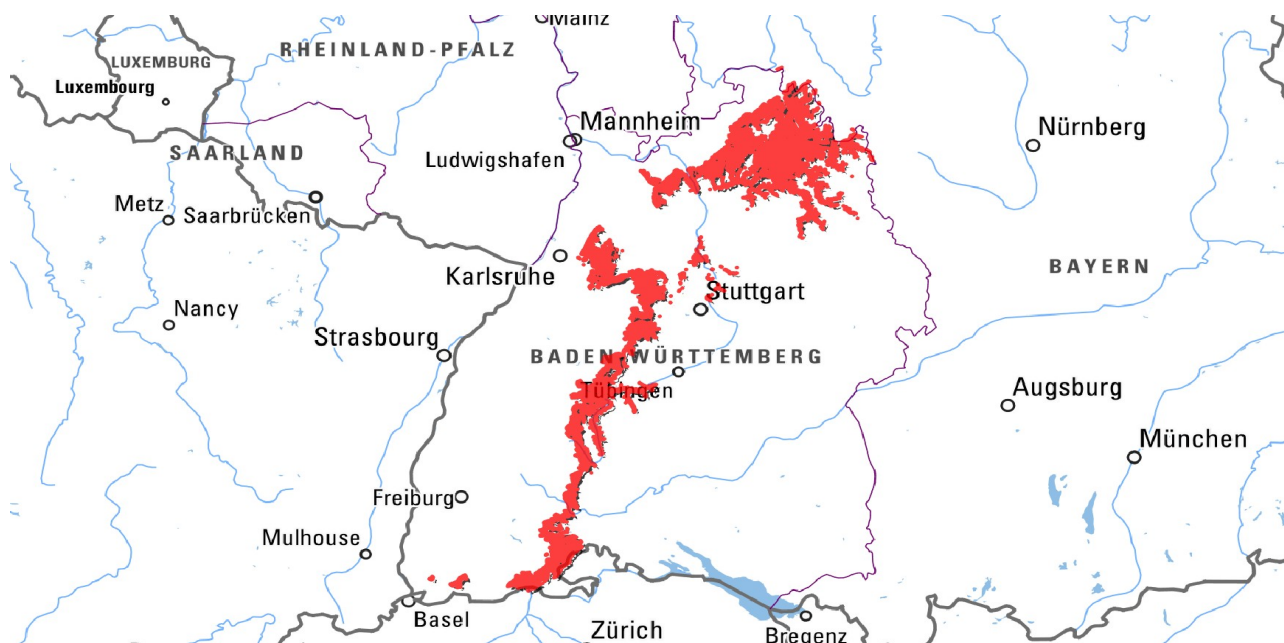 Mainz
RHEINLAND-PFALZ
LUXEMBURG
Luxembourg
Mannheim
Nürnberg
SAARLAND
Ludwigshafen
Metz
Saarbrücken
Karlsruhe
BAYERN
Stuttgart
Nancy
Strasbourg
BADEN-WÜRTTEMBERG
Tübingen
Augsburg
München
Freiburg
Mulhouse
Basel
Zürich
Bregenz